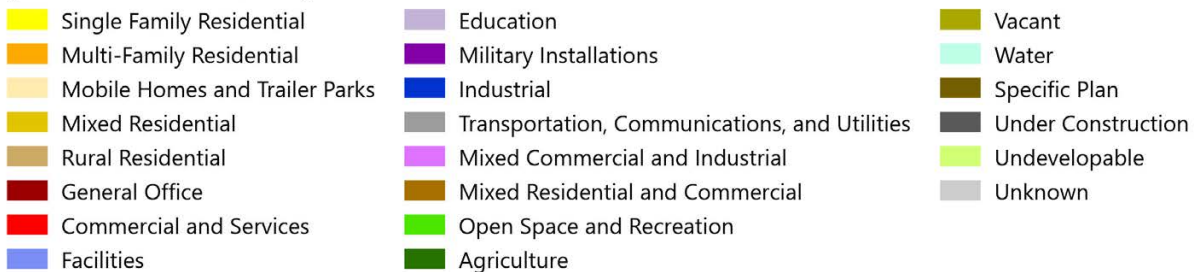 Single Family Residential
Multi-Family Residential
Mobile Homes and Trailer Parks
Mixed Residential
Rural Residential
General Office
Commercial and Services
Facilities
Education
Military Installations
Industrial
Transportation, Communications, and Utilities
Mixed Commercial and Industrial
Mixed Residential and Commercial
Open Space and Recreation
Agriculture
Vacant
Water
Specific Plan
Under Construction
Undevelopable
Unknown